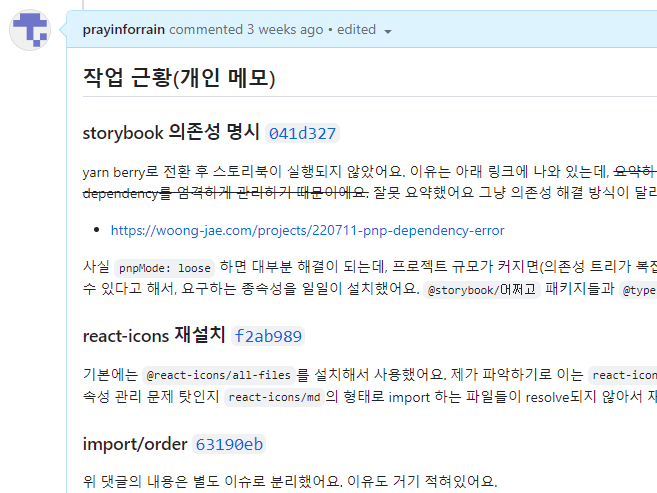 prayinforrain commented 3 weeks ago • edited
작업 근황(개인 메모)
storybook 의존성 명시 041d327
yarn berry로 전환 후 스토리북이 실행되지 않았어요. 이유는 아래 링크에 나와 있는데, 요약하
dependency를 엄격하게 관리하기 때문이에요. 잘못 요약했어요 그냥 의존성 해결 방식이 달라
• https://woong-jae.com/projects/220711-pnp-dependency-error
사실 pnpMode: loose 하면 대부분 해결이 되는데, 프로젝트 규모가 커지면(의존성 트리가 복잡
수 있다고 해서, 요구하는 종속성을 일일이 설치했어요. @storybook/어쩌고 패키지들과 @type
react-icons 재설치 f2ab989
기본에는 @react-icons/all-files 를 설치해서 사용했어요. 제가 파악하기로 이는 react-icon
속성 관리 문제 탓인지 react-icons/md 의 형태로 import 하는 파일들이 resolve되지 않아서 재
import/order 63190eb
위 댓글의 내용은 별도 이슈로 분리했어요. 이유도 거기 적혀있어요.